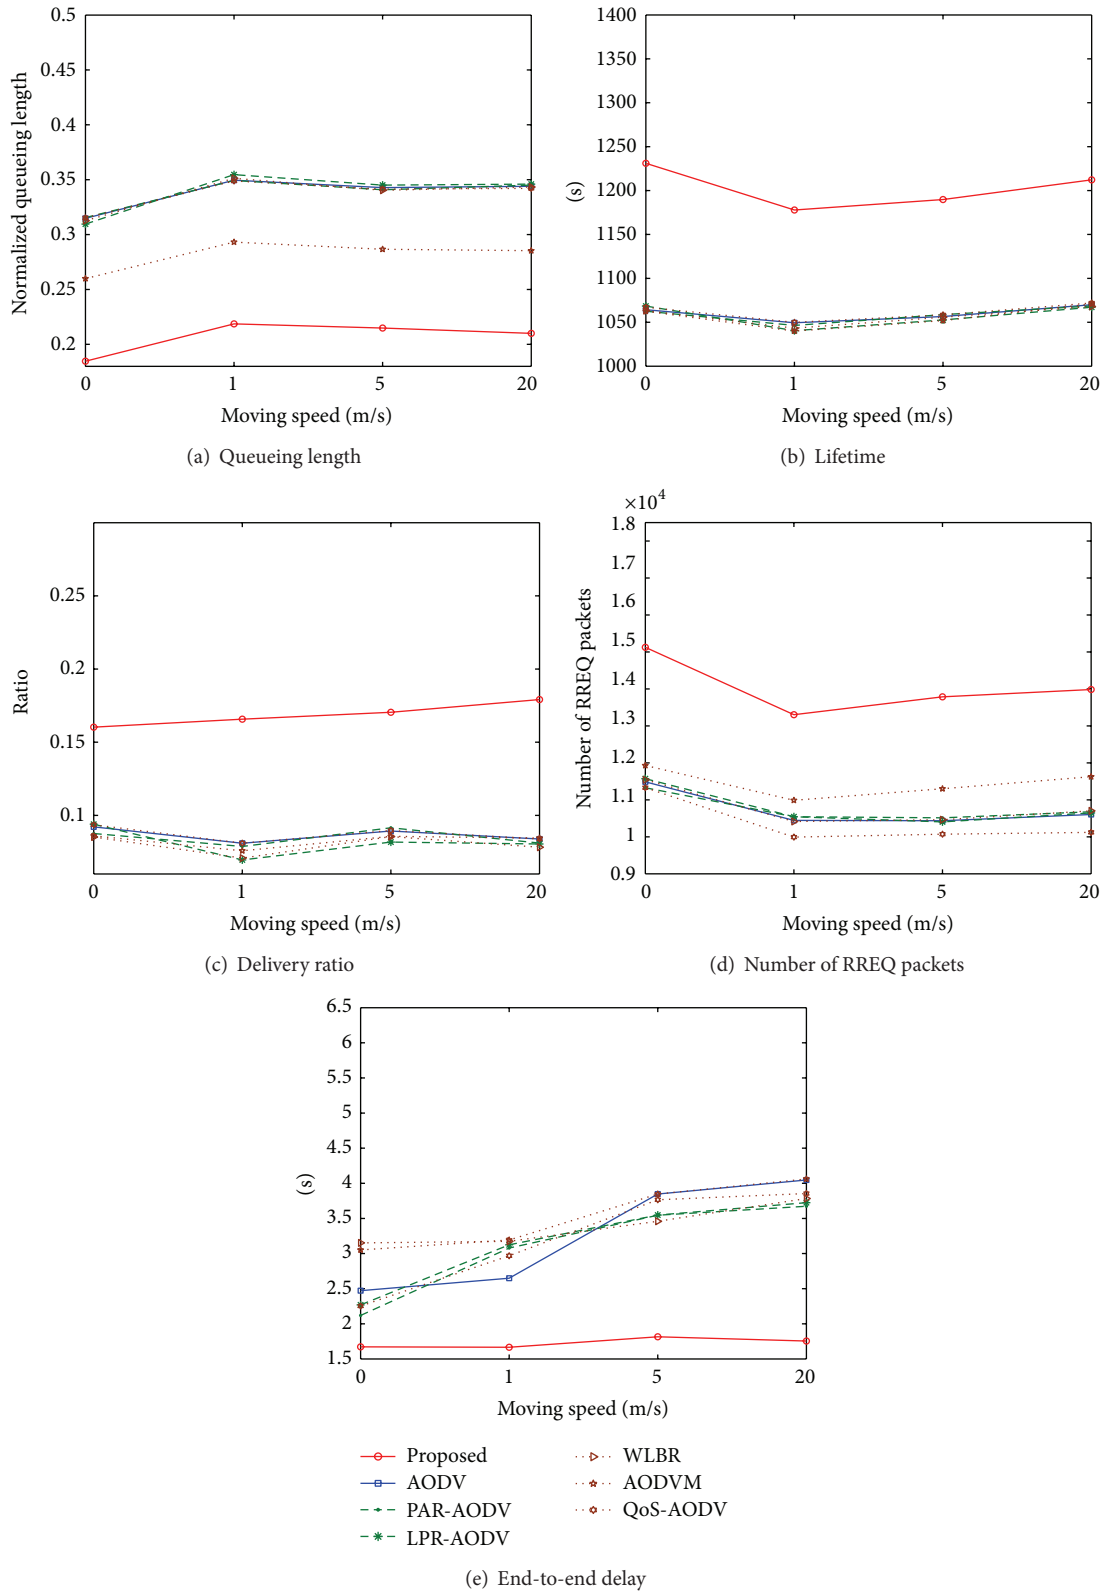 0.5
0.45
0.4
0.35
0.3
0.25
0.2
Normalized queueing length
0 1 5 20
Moving speed (m/s)
(a) Queueing length
1400
1380
1300
1250
1200
1240
1100
1050
1000
(s)
0 1 5 20
Moving speed (m/s)
(b) Lifetime
0.25
0.2
0.15
0.1
Ratio
0 1 5 20
Moving speed (m/s)
(c) Delivery ratio
×10⁴
1.8
1.7
1.6
1.5
1.4
1.3
1.2
1.1
1.0
0.9
Number of RREQ packets
0 1 5 20
Moving speed (m/s)
(d) Number of RREQ packets
6.5
6
5.5
5
4.5
4
3.5
3
2.5
2
1.5
(s)
0 1 5 20
Moving speed (m/s)
Proposed
AODV
PAR-AODV
LPR-AODV
WLBR
AODVM
QoS-AODV
(e) End-to-end delay